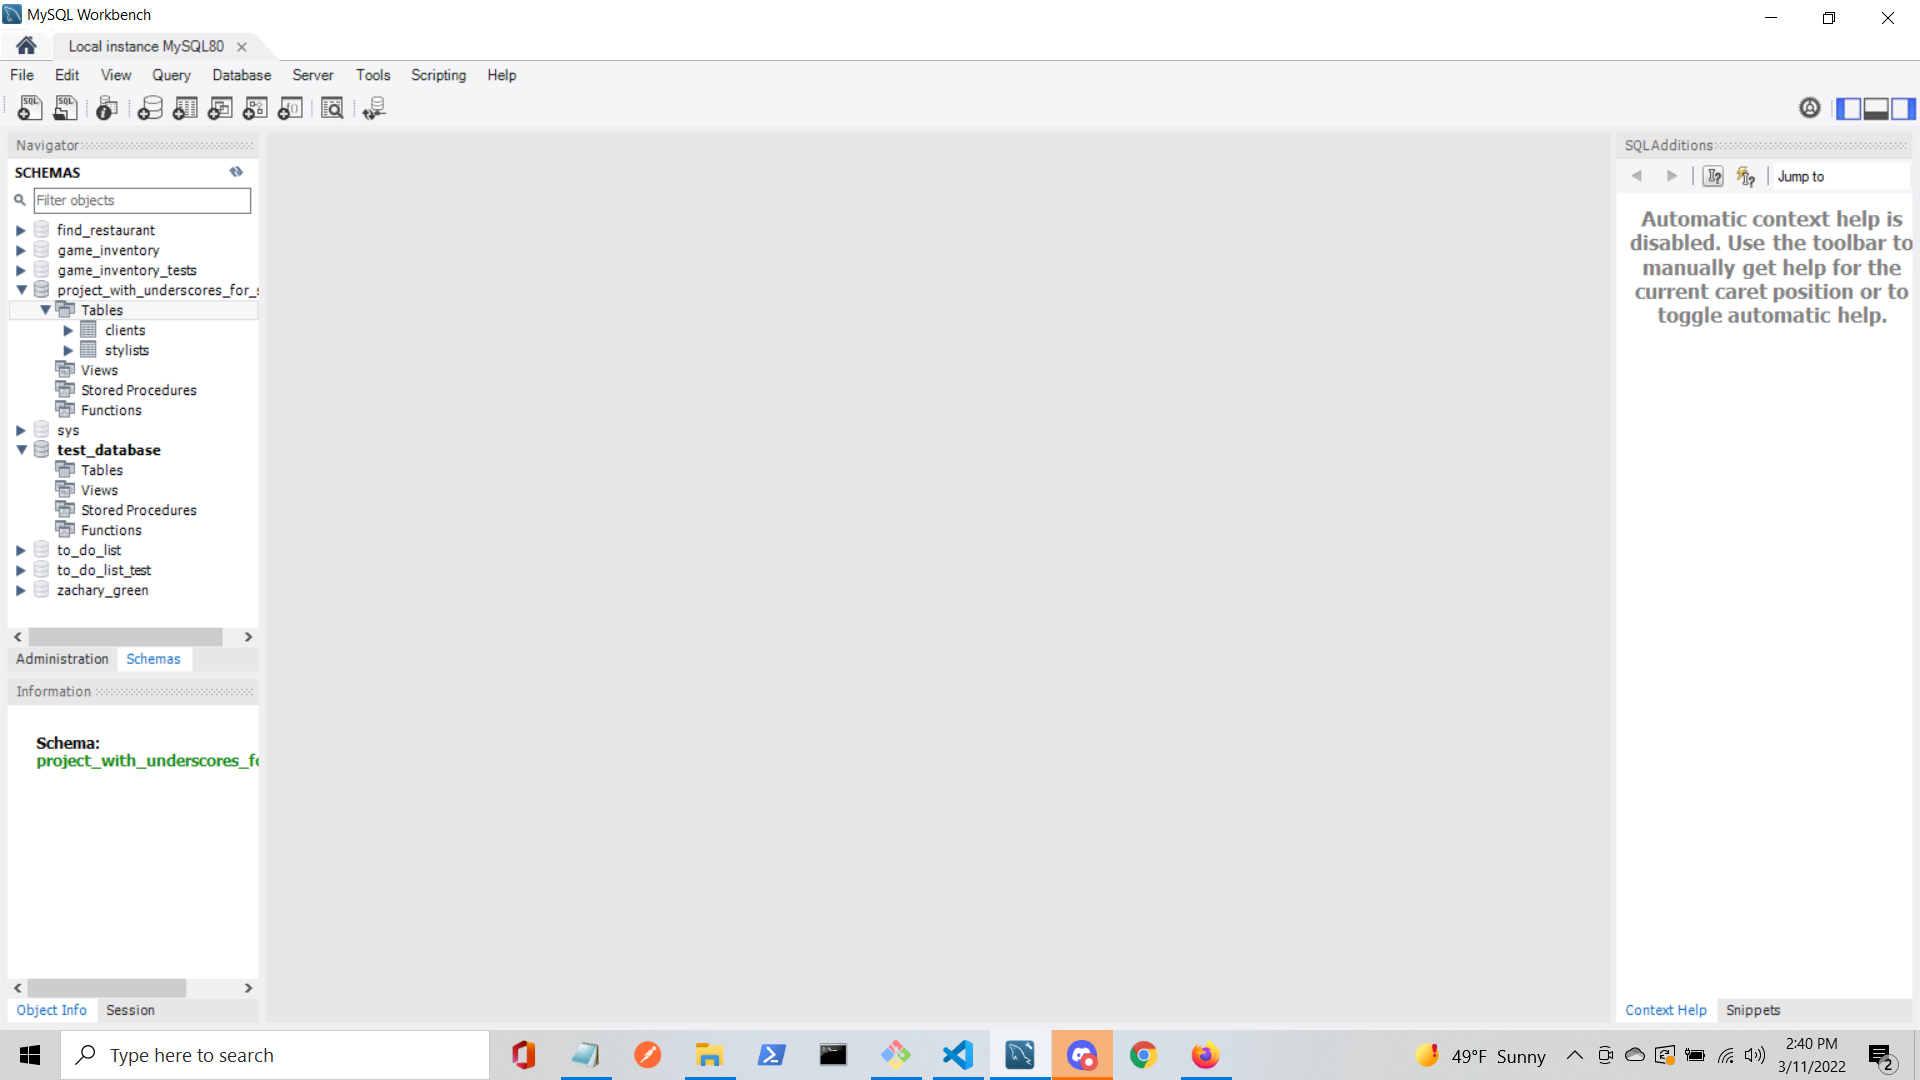 MySQL Workbench
Local instance MySQL80
File Edit View Query Database Server Tools Scripting Help
Navigator
SCHEMAS
Filter objects
find_restaurant
game_inventory
game_inventory_tests
project_with_underscores_for_s
Tables
clients
stylists
Views
Stored Procedures
Functions
sys
test_database
Tables
Views
Stored Procedures
Functions
to_do_list
to_do_list_test
zachary_green
Administration Schemas
Information
Schema:
project_with_underscores_fo
Object Info Session
SQLAdditions
Jump to
Automatic context help is
disabled. Use the toolbar to
manually get help for the
current caret position or to
toggle automatic help.
Context Help Snippets
Type here to search
49°F Sunny
2:40 PM
3/11/2022
2